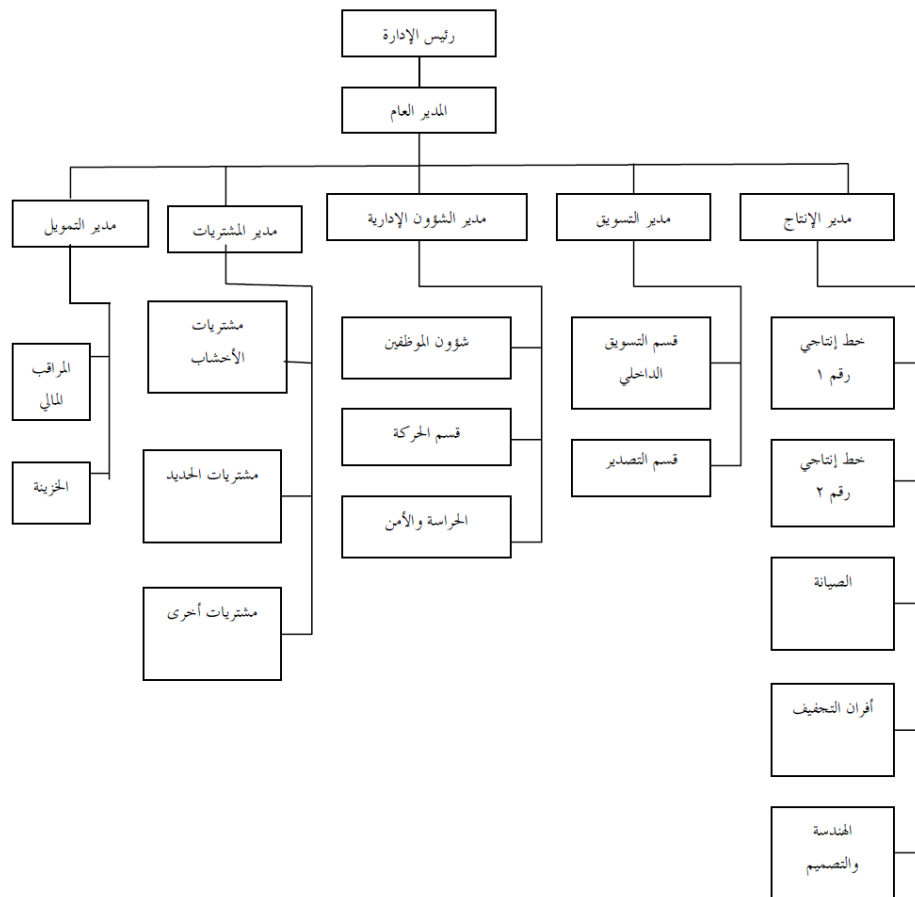 رئيس الإدارة
المدير العام
مدير الإنتاج
مدير التسويق
مدير الشؤون الإدارية
مدير المشتريات
مدير التمويل
خط إنتاجي
رقم ١
خط إنتاجي
رقم ٢
الصيانة
أفران التجفيف
الهندسة
والتصميم
قسم التسويق
الداخلي
قسم التصدير
شؤون الموظفين
قسم الحركة
الحراسة والأمن
مشتريات
الأخشاب
مشتريات الحديد
مشتريات أخرى
المراقب
المالي
الخزينة